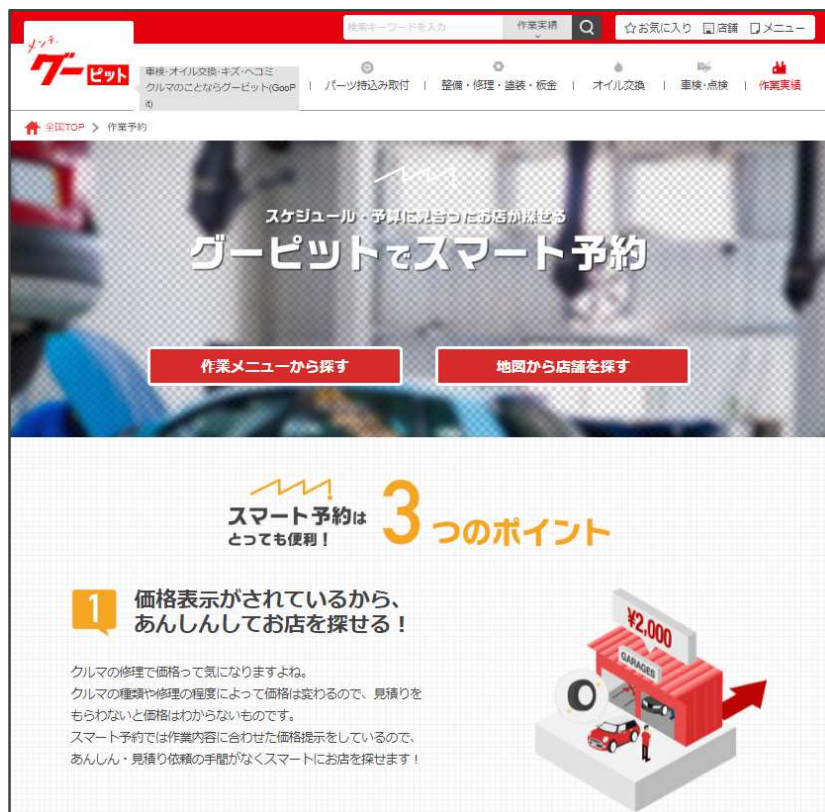 検索キーワードを入力
作業実績
☆お気に入り 店舗 メニュー
メンテ.
グーピット
車検・オイル交換・キズ・ヘコミ
クルマのことならグーピット(GooP
it)
パーツ持込み取付 | 整備・修理・塗装・板金 | オイル交換 | 車検・点検 | 作業実績
全国TOP > 作業予約
スケジュール・予算に見合ったお店が探せる
グーピットでスマート予約
作業メニューから探す
地図から店舗を探す
スマート予約は
とっても便利！
3つのポイント
1
価格表示がされているから、
あんしんしてお店を探せる！
クルマの修理で価格って気になりますよね。
クルマの種類や修理の程度によって価格は変わるので、見積りを
もらわないと価格はわからないものです。
スマート予約では作業内容に合わせた価格提示をしているので、
あんしん・見積り依頼の手間がなくスマートにお店を探せます！
¥2,000
GARAGES